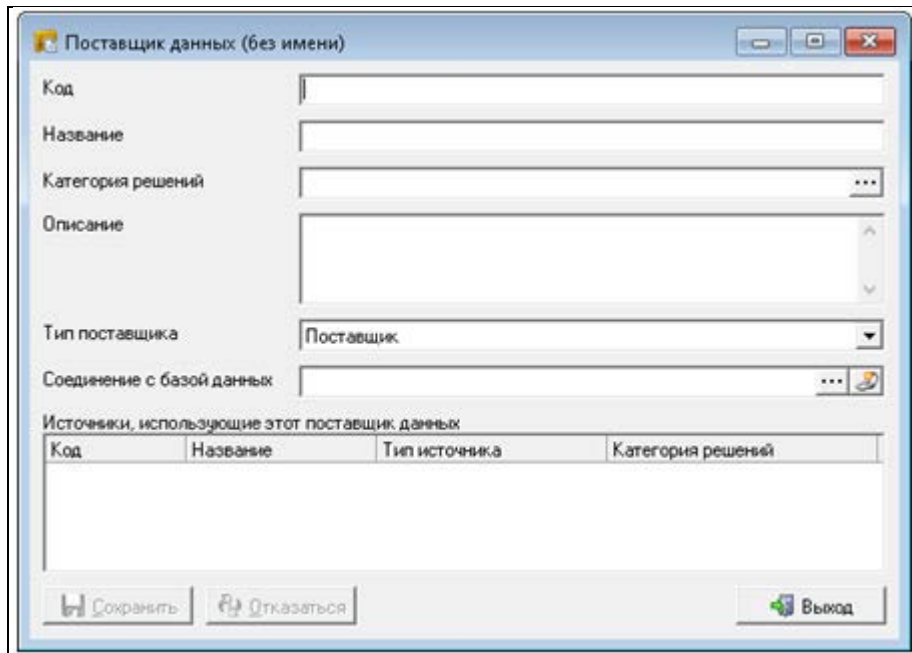 Поставщик данных (без имени)
Код
Название
Категория решений
...
Описание
Тип поставщика
Поставщик
Соединение с базой данных
...
Источники, использующие этот поставщик данных
Код Название Тип источника Категория решений
Сохранить Отказаться Выход